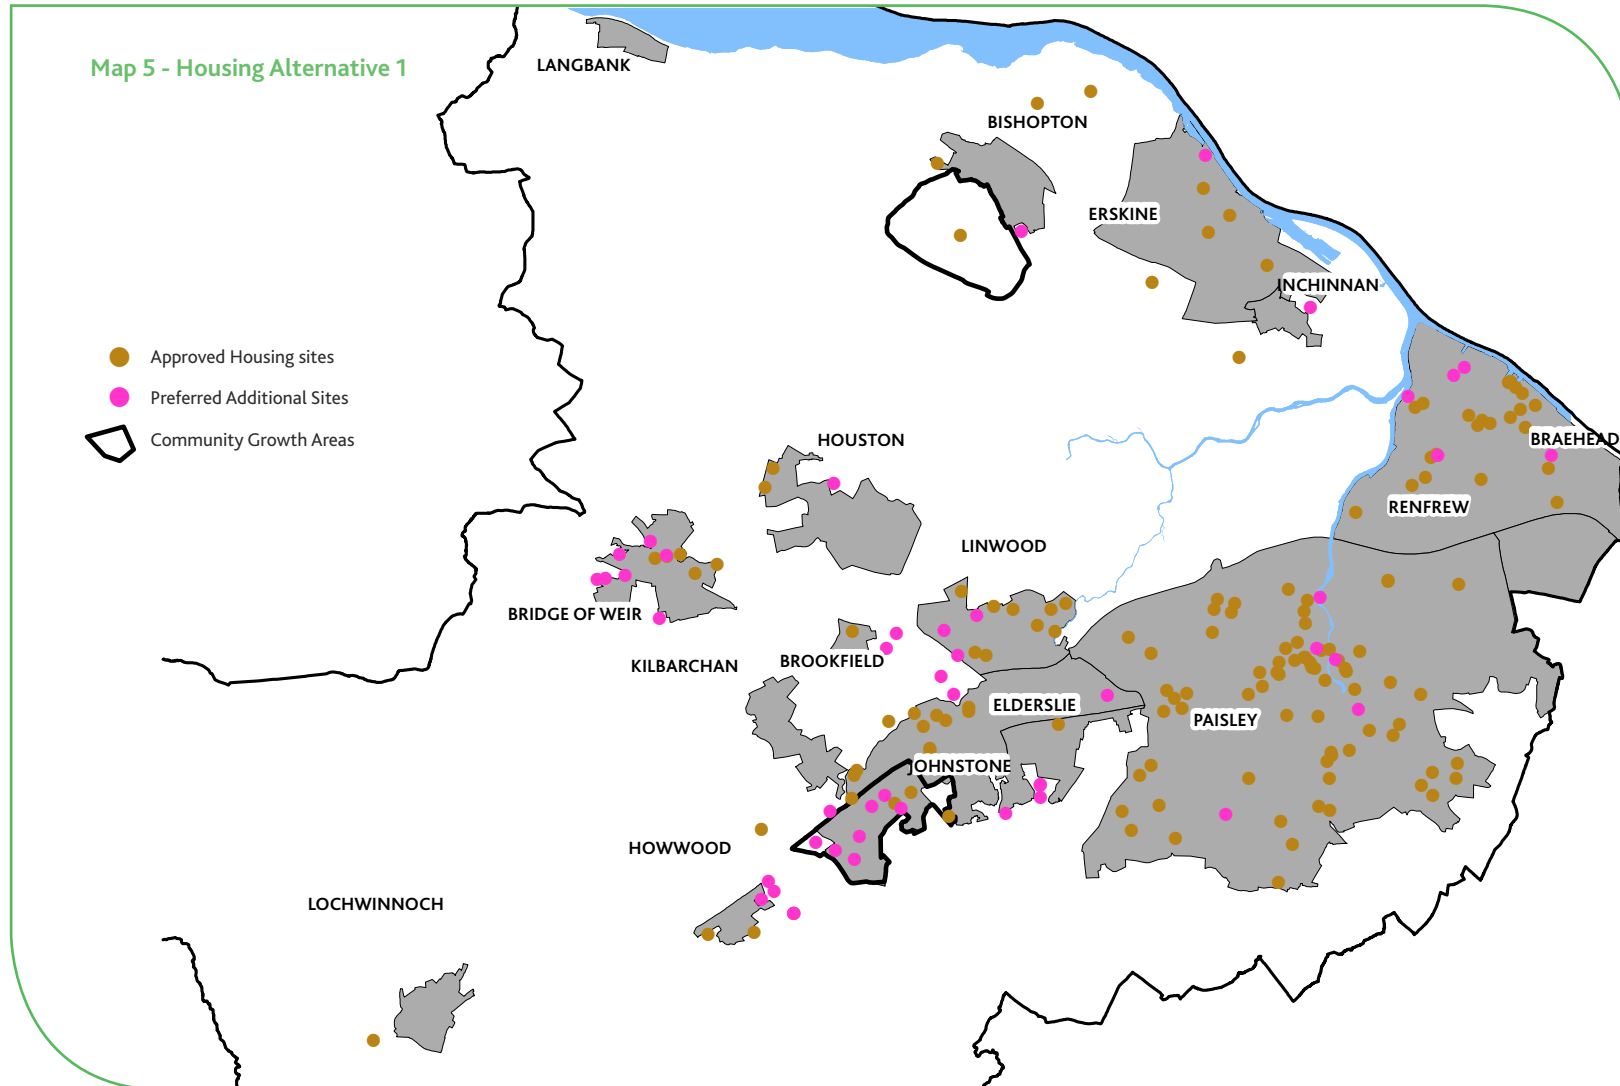 Map 5 - Housing Alternative 1
LANGBANK
BISHOPTON
ERSKINE
INCHINNAN
Approved Housing sites
Preferred Additional Sites
Community Growth Areas
HOUSTON
BRAEHEAD
RENFREW
LINWOOD
BRIDGE OF WEIR
KILBARCHAN
BROOKFIELD
ELDERSLIE
PAISLEY
JOHNSTONE
HOWWOOD
LOCHWINNOCH